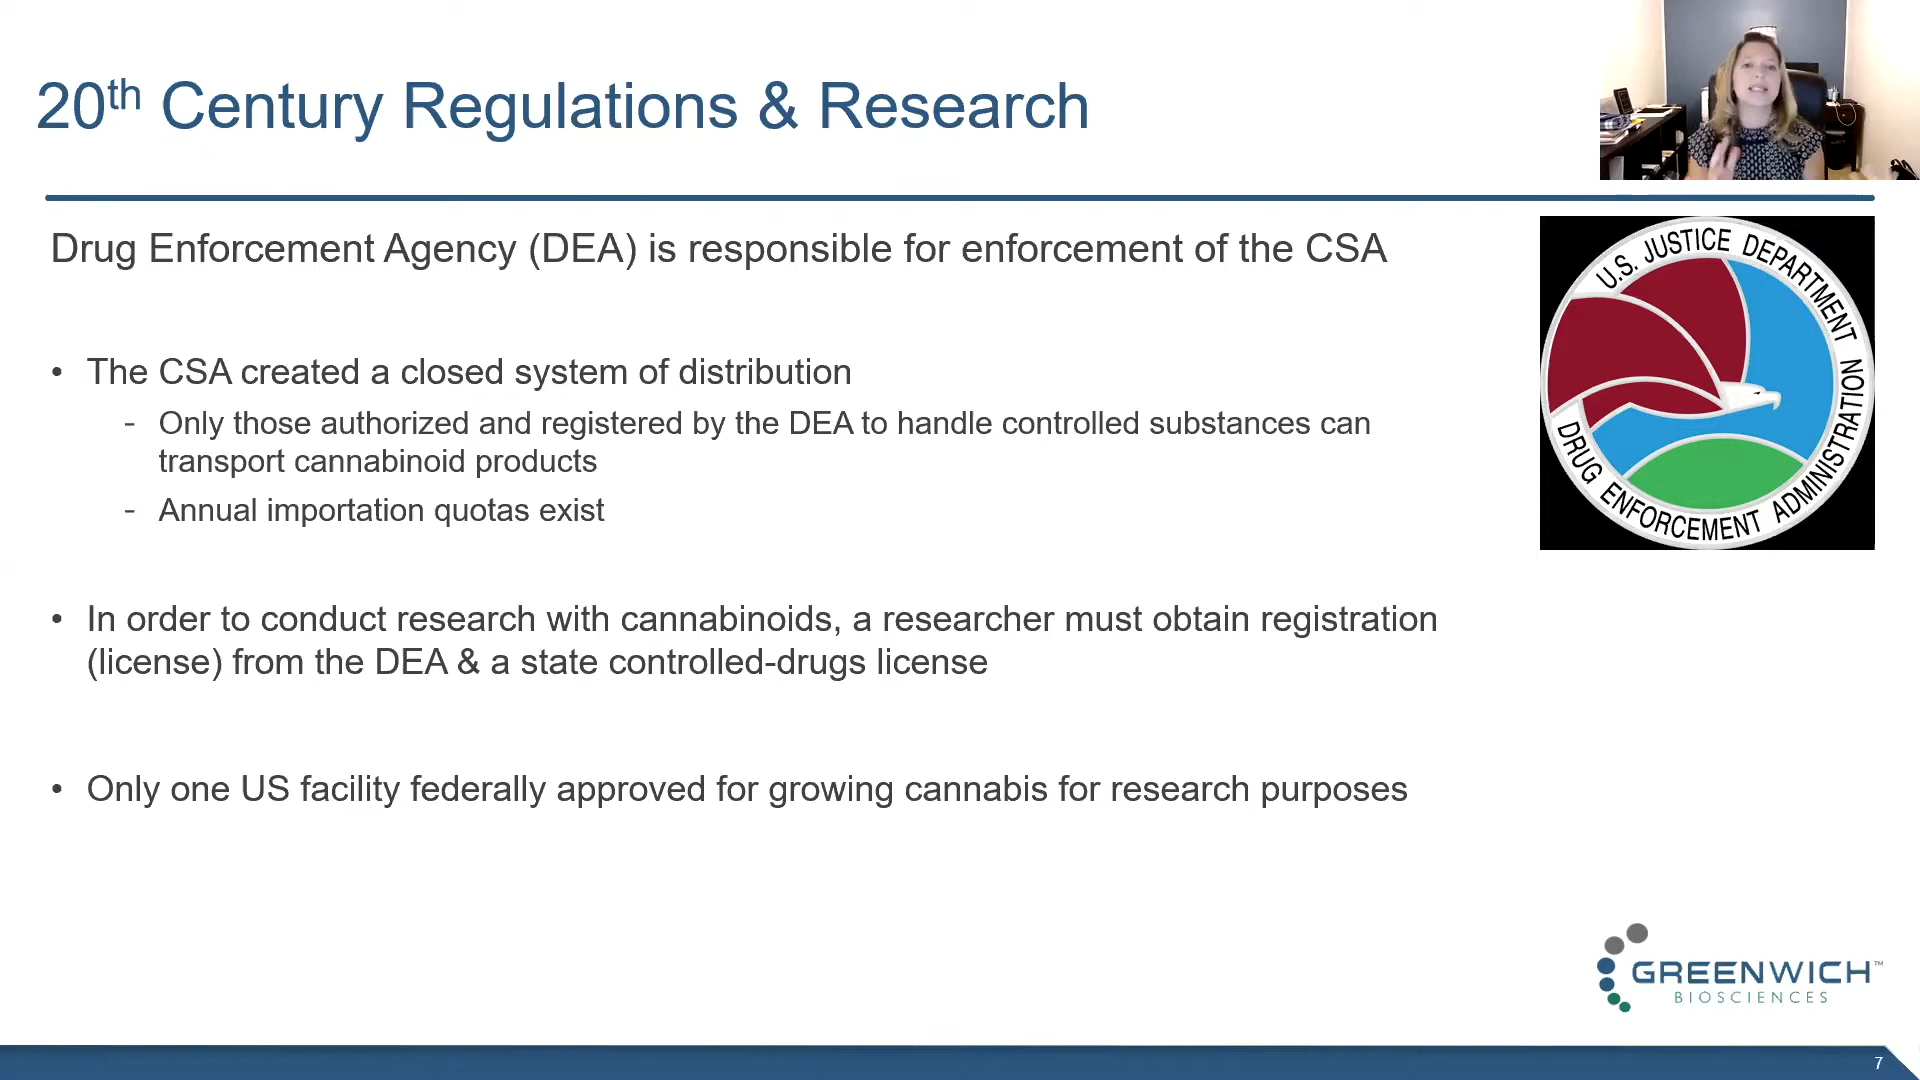 20th Century Regulations & Research
Drug Enforcement Agency (DEA) is responsible for enforcement of the CSA
• The CSA created a closed system of distribution
- Only those authorized and registered by the DEA to handle controlled substances can
transport cannabinoid products
- Annual importation quotas exist
• In order to conduct research with cannabinoids, a researcher must obtain registration
(license) from the DEA & a state controlled-drugs license
• Only one US facility federally approved for growing cannabis for research purposes
U.S. JUSTICE DEPARTMENT
DRUG ENFORCEMENT ADMINISTRATION
GREENWICH™
BIOSCIENCES
7